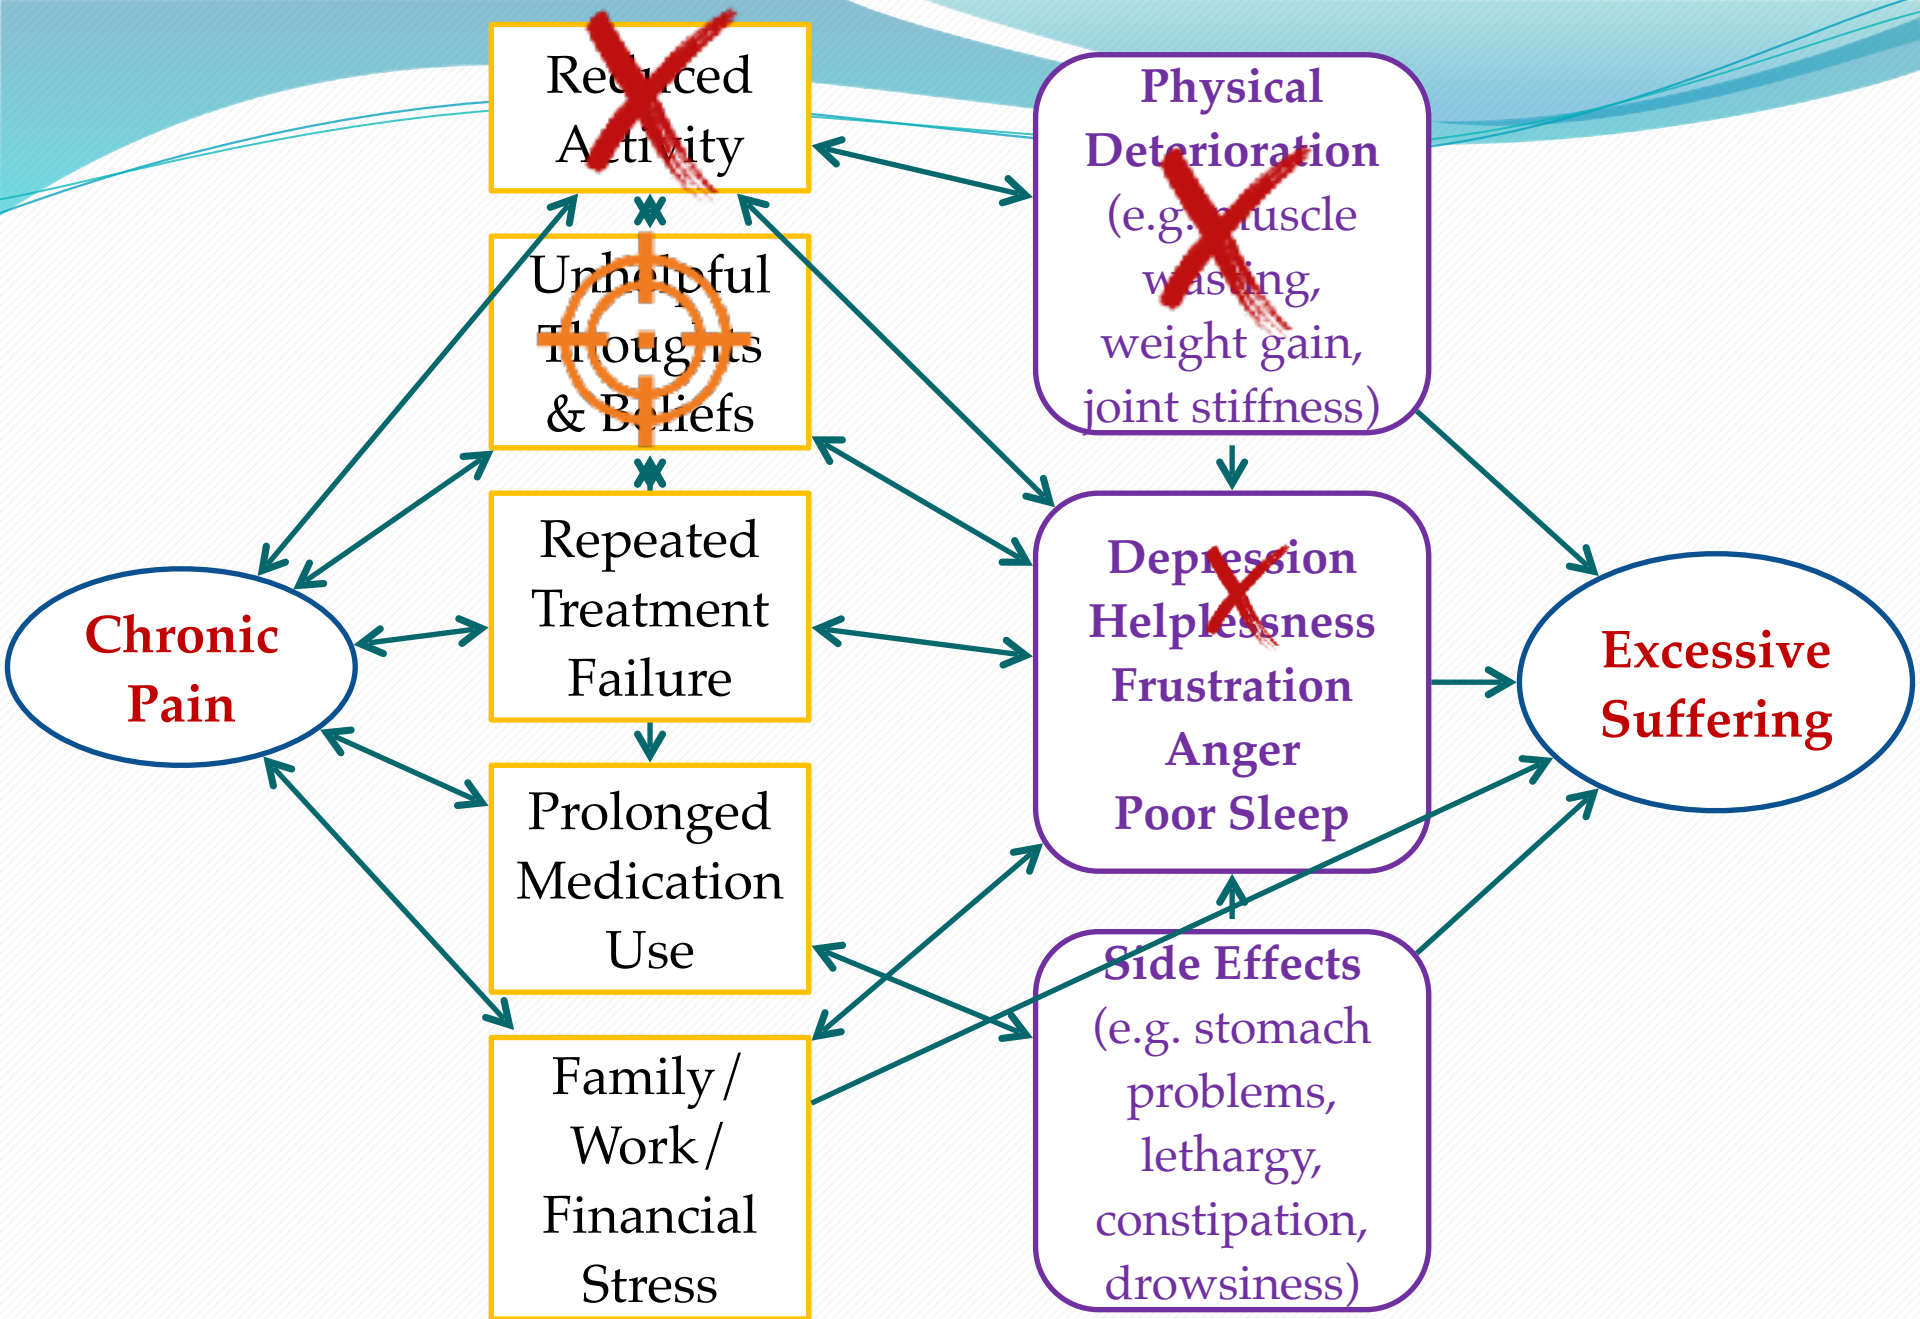 Reduced
Activity
Unhelpful
Thoughts
& Beliefs
Repeated
Treatment
Failure
Prolonged
Medication
Use
Family/
Work/
Financial
Stress
Chronic
Pain
Physical
Deterioration
(e.g. muscle
wasting,
weight gain,
joint stiffness)
Depression
Helplessness
Frustration
Anger
Poor Sleep
Side Effects
(e.g. stomach
problems,
lethargy,
constipation,
drowsiness)
Excessive
Suffering